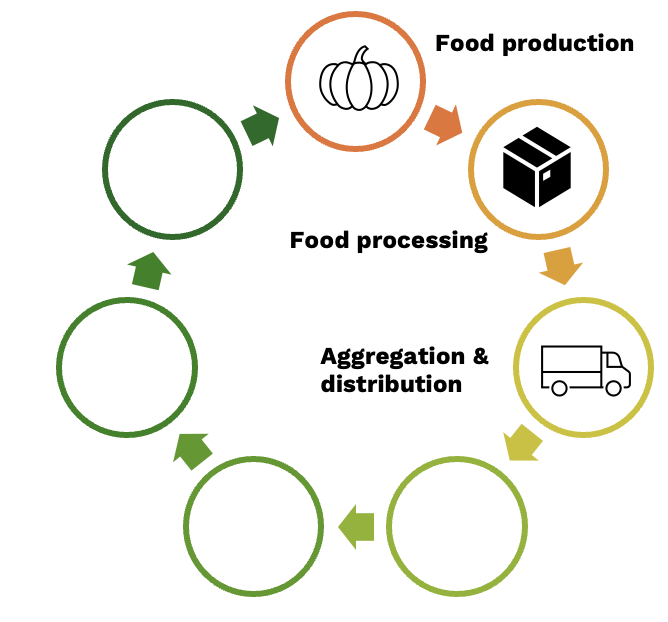 Food production
Food processing
Aggregation &
distribution